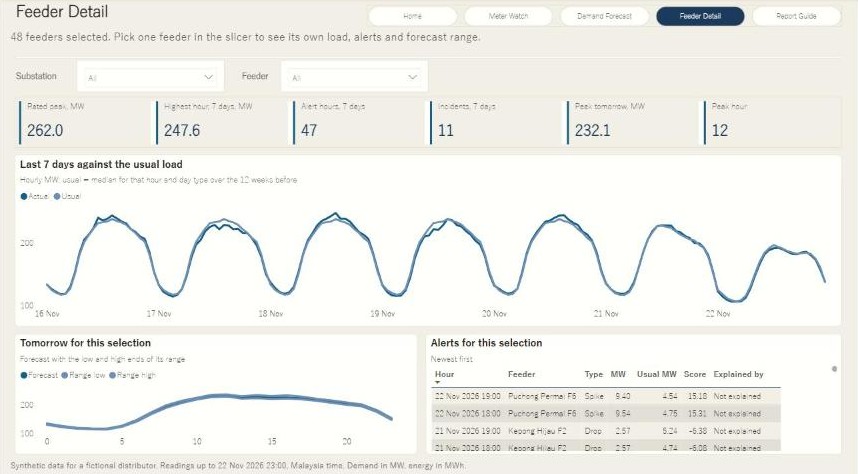 Feeder Detail
Home
Meter Watch
Demand Forecast
Feeder Detail
Report Guide
48 feeders selected. Pick one feeder in the slicer to see its own load, alerts and forecast range.
Substation All Feeder All
Rated peak, MW
262.0
Highest hour, 7 days, MW
247.6
Alert hours, 7 days
47
Incidents, 7 days
11
Peak tomorrow, MW
232.1
Peak hour
12
Last 7 days against the usual load
Hourly MW, usual = median for that hour and day type over the 12 weeks before
Actual Usual
200
100
16 Nov 17 Nov 18 Nov 19 Nov 20 Nov 21 Nov 22 Nov
Tomorrow for this selection
Forecast with the low and high ends of its range
Forecast Range low Range high
200
100
0 5 10 15 20
Alerts for this selection
Newest first
Hour Feeder Type MW Usual MW Score Explained by
22 Nov 2026 19:00 Puchong Permai F6 Spike 9.40 4.54 15.18 Not explained
22 Nov 2026 18:00 Puchong Permai F6 Spike 9.54 4.75 15.31 Not explained
21 Nov 2026 19:00 Kepong Hijau F2 Drop 2.57 5.24 -6.38 Not explained
21 Nov 2026 18:00 Kepong Hijau F2 Drop 2.57 4.74 -6.08 Not explained
Synthetic data for a fictional distributor. Readings up to 22 Nov 2026 23:00, Malaysia time. Demand in MW, energy in MWh.